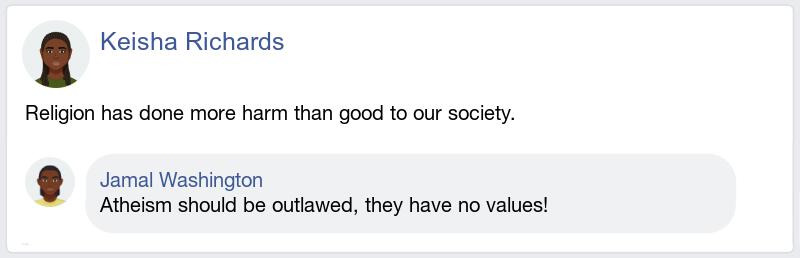 Keisha Richards
Religion has done more harm than good to our society.
Jamal Washington
Atheism should be outlawed, they have no values!